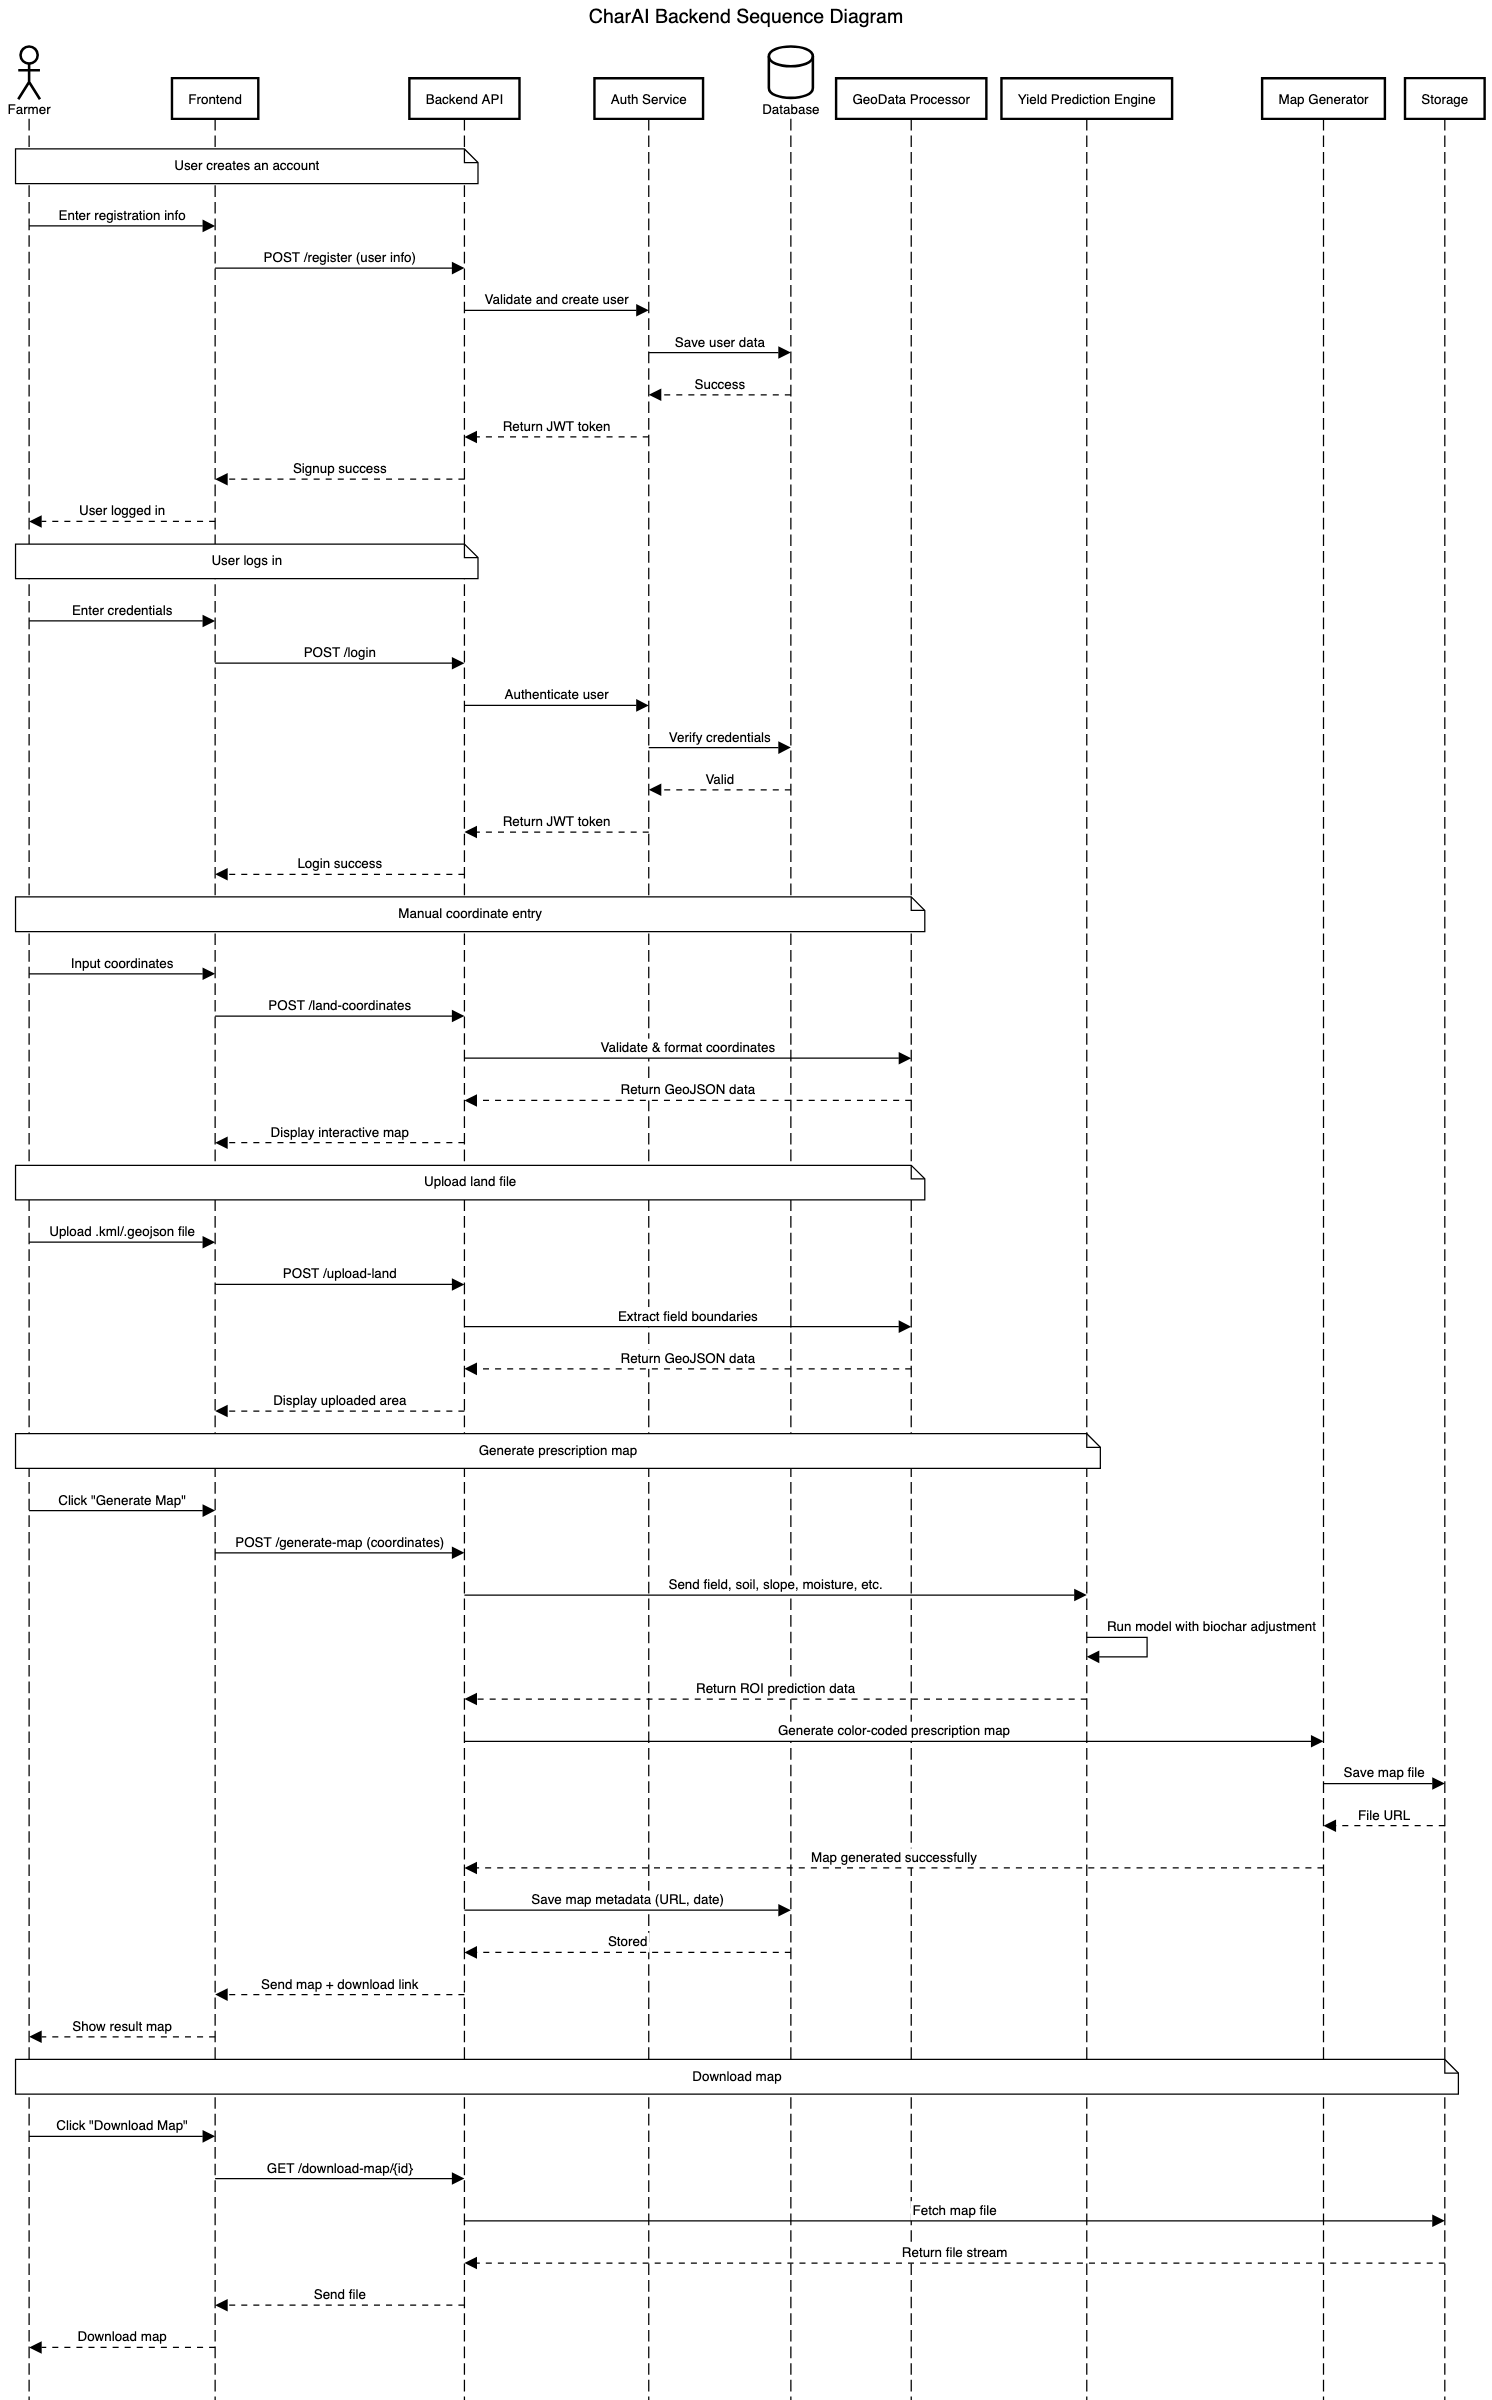 CharAI Backend Sequence Diagram
Farmer
Frontend
Backend API
Auth Service
Database
GeoData Processor
Yield Prediction Engine
Map Generator
Storage
User creates an account
Enter registration info
POST /register (user info)
Validate and create user
Save user data
Success
Return JWT token
Signup success
User logged in
User logs in
Enter credentials
POST /login
Authenticate user
Verify credentials
Valid
Return JWT token
Login success
Manual coordinate entry
Input coordinates
POST /land-coordinates
Validate & format coordinates
Return GeoJSON data
Display interactive map
Upload land file
Upload .kml/.geojson file
POST /upload-land
Extract field boundaries
Return GeoJSON data
Display uploaded area
Generate prescription map
Click "Generate Map"
POST /generate-map (coordinates)
Send field, soil, slope, moisture, etc.
Run model with biochar adjustment
Return ROI prediction data
Generate color-coded prescription map
Save map file
File URL
Map generated successfully
Save map metadata (URL, date)
Stored
Send map + download link
Show result map
Download map
Click "Download Map"
GET /download-map/{id}
Fetch map file
Return file stream
Send file
Download map